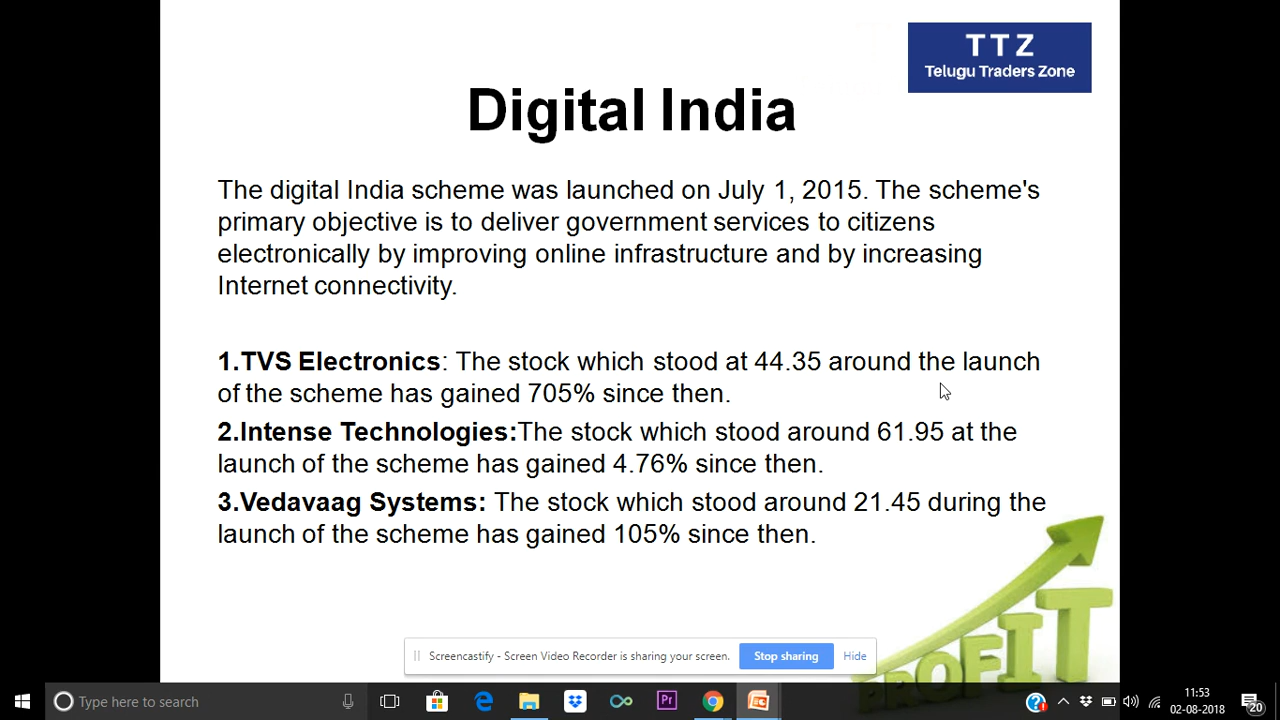 T T Z
Telugu Traders Zone
Digital India
The digital India scheme was launched on July 1, 2015. The scheme's
primary objective is to deliver government services to citizens
electronically by improving online infrastructure and by increasing
Internet connectivity.
1.TVS Electronics: The stock which stood at 44.35 around the launch
of the scheme has gained 705% since then.
2.Intense Technologies:The stock which stood around 61.95 at the
launch of the scheme has gained 4.76% since then.
3.Vedavaag Systems: The stock which stood around 21.45 during the
launch of the scheme has gained 105% since then.
PROFIT
Screencastify - Screen Video Recorder is sharing your screen. Stop sharing Hide
Type here to search
Pr
11:53
02-08-2018
20